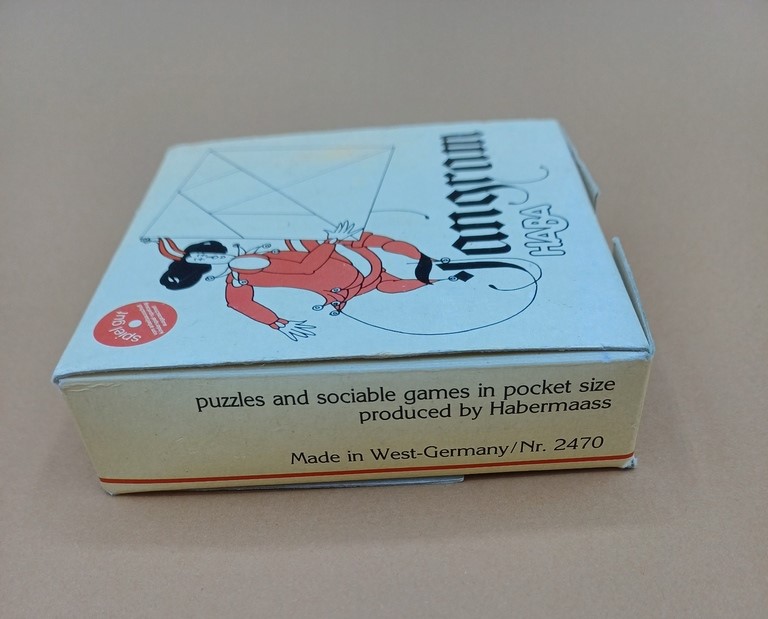 Tangram
HABA
spiel gut
puzzles and sociable games in pocket size
produced by Habermaass
Made in West-Germany/Nr. 2470